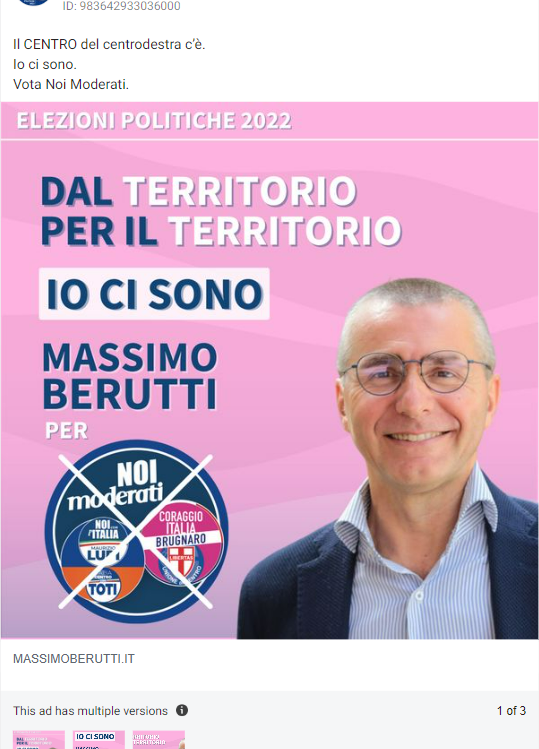 ID: 983642933036000
Il CENTRO del centrodestra c'è.
Io ci sono.
Vota Noi Moderati.
ELEZIONI POLITICHE 2022
DAL TERRITORIO
PER IL TERRITORIO
IO CI SONO
MASSIMO
BERUTTI
PER
NOI
moderati
NOI...
L'ITALIA
MAURIZIO
LUPI
TOTI
CORAGGIO
ITALIA
BRUGNARO
LIBERTAS
MASSIMOBERUTTI.IT
This ad has multiple versions
1 of 3
IO CI SONO